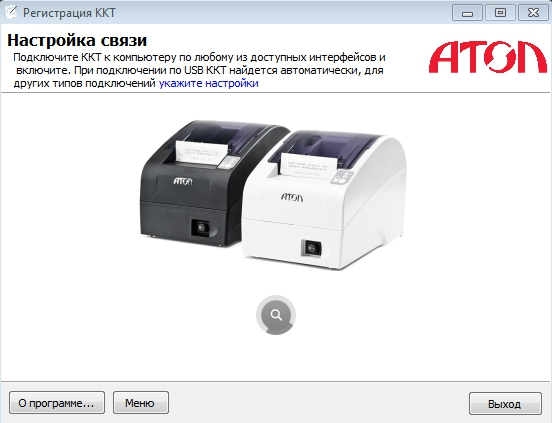 Регистрация ККТ
Настройка связи
Подключите ККТ к компьютеру по любому из доступных интерфейсов и
включите. При подключении по USB ККТ найдется автоматически, для
других типов подключений укажите настройки
АТОЛ
АТОЛ
АТОЛ
О программе...
Меню
Выход